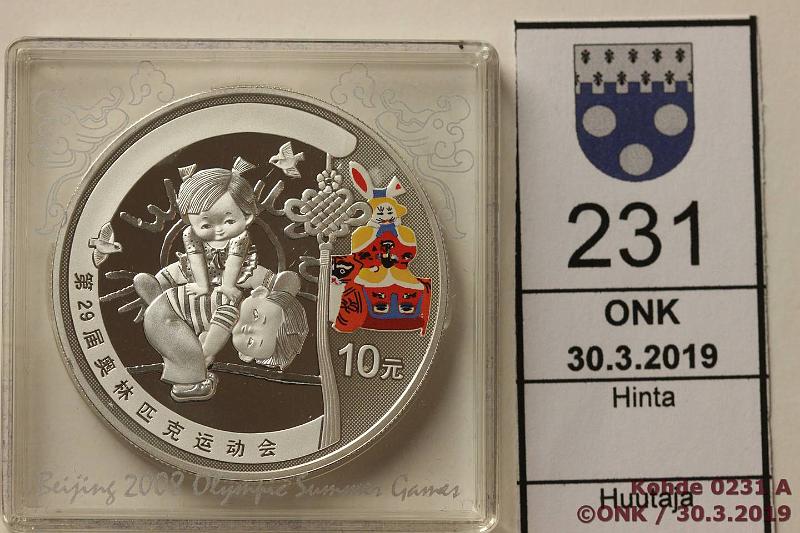 第29届奥林匹克运动会
10元
Beijing 2008 Olympic Summer Games
231
ONK
30.3.2019
Hinta
Huutaja
Kohde 0231 A
©ONK / 30.3.2019